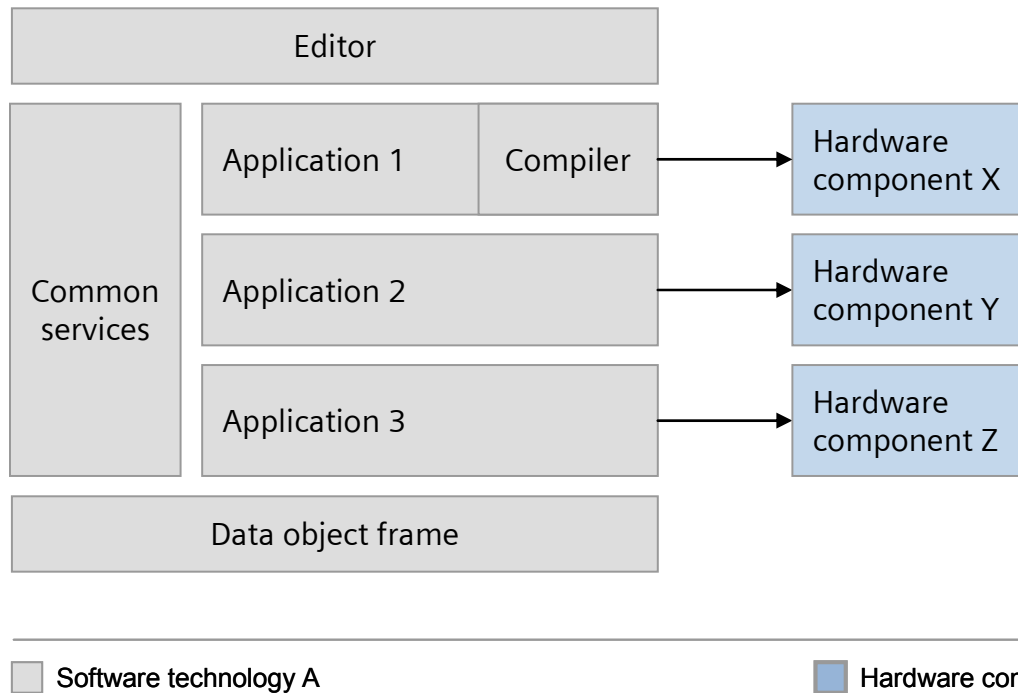 Editor
Application 1
Compiler
Hardware
component X
Common
services
Application 2
Hardware
component Y
Application 3
Hardware
component Z
Data object frame
Software technology A
Hardware